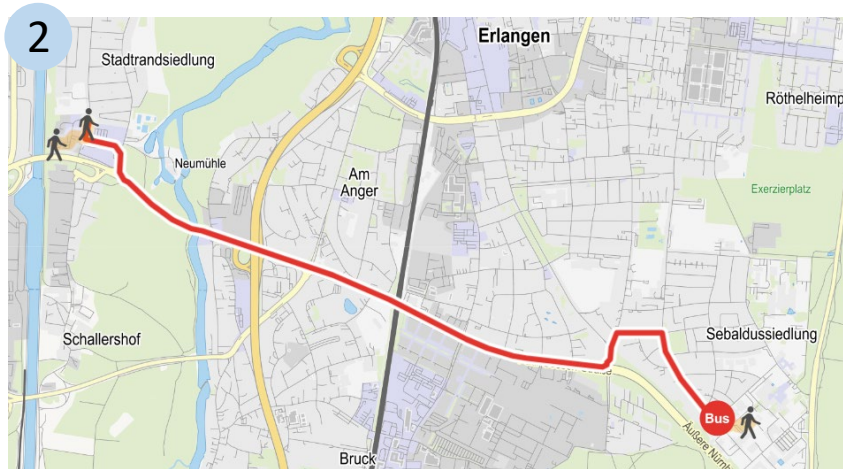 2
Erlangen
Stadtrandsiedlung
Röthelheimp
Neumühle
Am
Anger
Exerzierplatz
Schallershof
Sebaldussiedlung
Bus
Äußere Nürn
Bruck